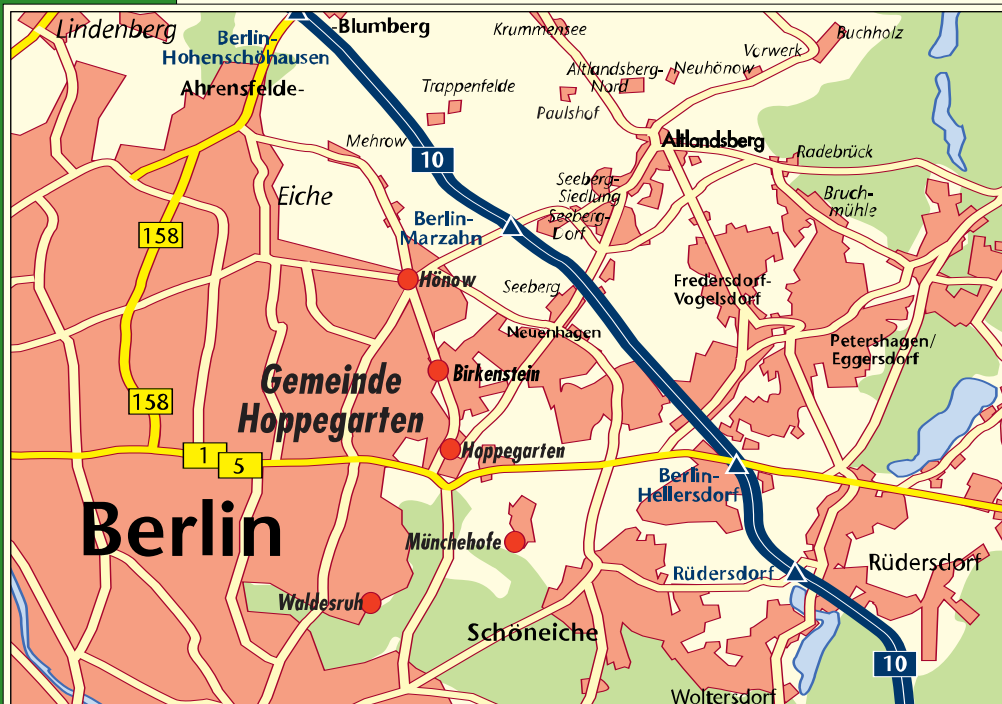 Lindenberg
-Blumberg
Krummensee
Buchholz
Berlin-
Hohenschöhausen
Vorwerk
Altlandsberg-
Nord
Neuhönow
Ahrensfelde-
Trappenfelde
Paulshof
Mehrow
10
Altlandsberg
Radebrück
Eiche
Seeberg-
Siedlung
Seeberg-
Dorf
Bruch-
mühle
Berlin-
Marzahn
158
Hönow
Seeberg
Fredersdorf-
Vogelsdorf
Neuenhagen
Petershagen/
Eggersdorf
Birkenstein
Gemeinde
Hoppegarten
158
1
5
Hoppegarten
Berlin-
Hellersdorf
Berlin
Münchehofe
Rüdersdorf
Rüdersdorf
Waldesruh
Schöneiche
10
Woltersdorf